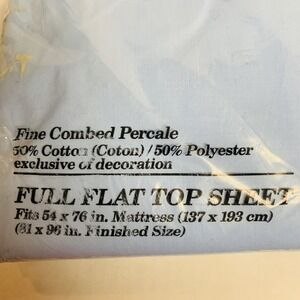 Fine Combed Percale
50% Cotton (Coton) / 50% Polyester
exclusive of decoration
FULL FLAT TOP SHEET
Fits 54 x 76 in. Mattress (137 x 193 cm)
(81 x 96 in. Finished Size)